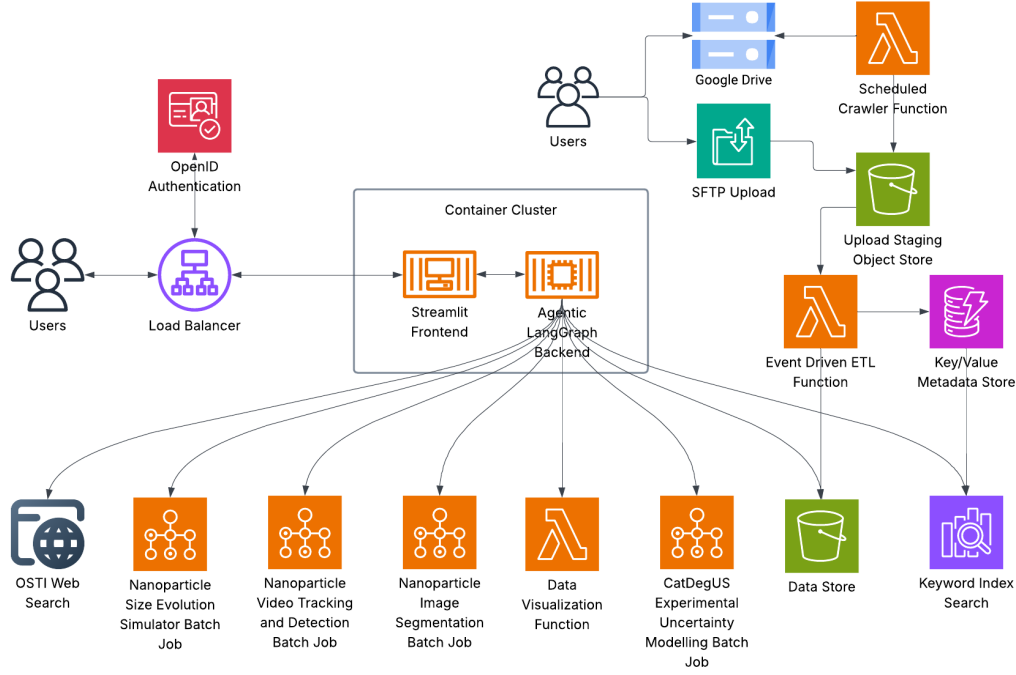 Google Drive
Scheduled
Crawler Function
Users
SFTP Upload
OpenID
Authentication
Container Cluster
Upload Staging
Object Store
Users
Load Balancer
Streamlit
Frontend
Agentic
LangGraph
Backend
Event Driven ETL
Function
Key/Value
Metadata Store
OSTI Web
Search
Nanoparticle
Size Evolution
Simulator Batch
Job
Nanoparticle
Video Tracking
and Detection
Batch Job
Nanoparticle
Image
Segmentation
Batch Job
Data
Visualization
Function
CatDegUS
Experimental
Uncertainty
Modelling Batch
Job
Data Store
Keyword Index
Search